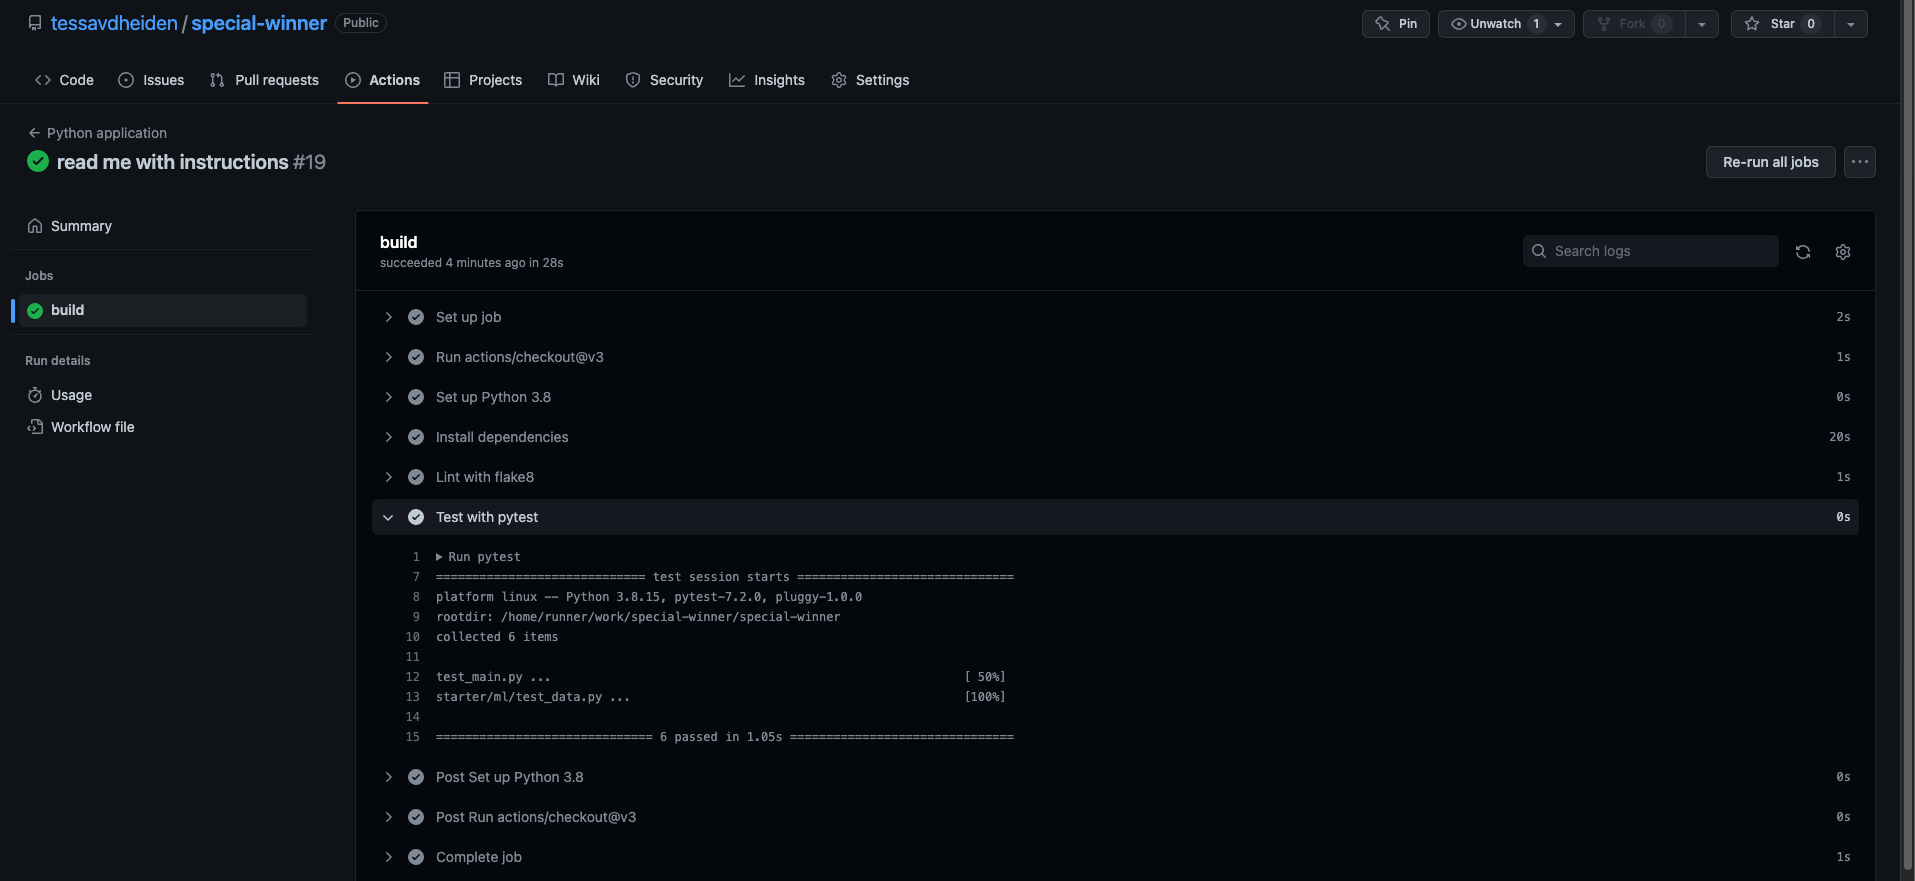 tessavdheiden / special-winner Public
Pin
Unwatch 1
Fork 0
Star 0
Code
Issues
Pull requests
Actions
Projects
Wiki
Security
Insights
Settings
← Python application
read me with instructions #19
Re-run all jobs
...
Summary
Jobs
build
Run details
Usage
Workflow file
build
succeeded 4 minutes ago in 28s
Search logs
Set up job 2s
Run actions/checkout@v3 1s
Set up Python 3.8 0s
Install dependencies 20s
Lint with flake8 1s
Test with pytest 0s
1 ▶ Run pytest
7 ============================= test session starts ==============================
8 platform linux -- Python 3.8.15, pytest-7.2.0, pluggy-1.0.0
9 rootdir: /home/runner/work/special-winner/special-winner
10 collected 6 items
11
12 test_main.py ... [ 50%]
13 starter/ml/test_data.py ... [100%]
14
15 ============================== 6 passed in 1.05s ===============================
Post Set up Python 3.8 0s
Post Run actions/checkout@v3 0s
Complete job 1s